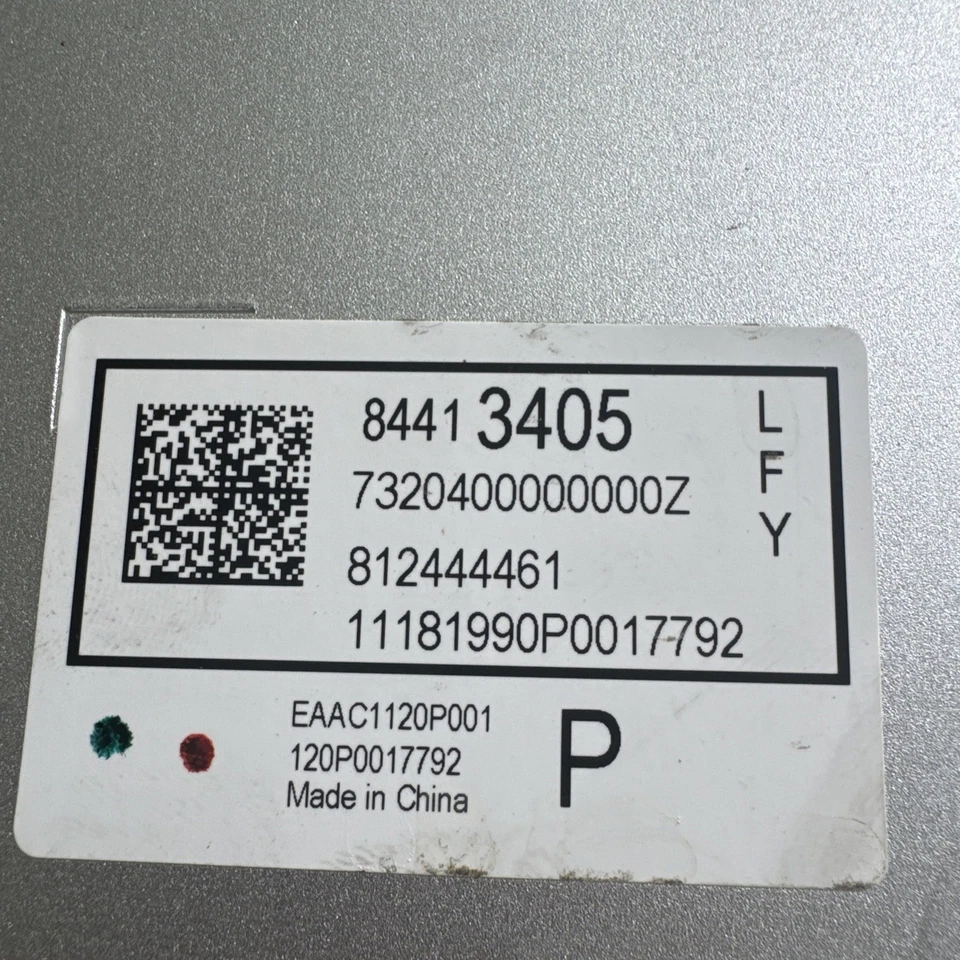 84413405
7320400000000Z
812444461
11181990P0017792
L
F
Y
EAAC1120P001
120P0017792
Made in China
P